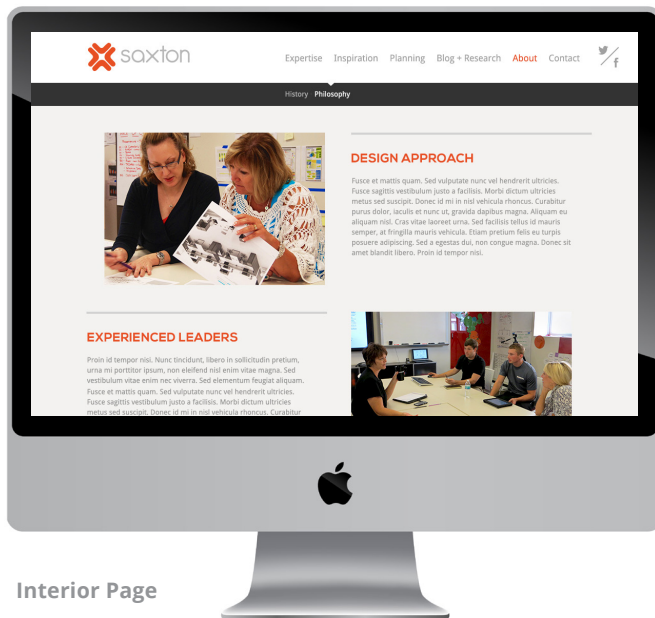 saxton
Expertise Inspiration Planning Blog + Research About Contact
History Philosophy
DESIGN APPROACH
Fusce et mattis quam. Sed vulputate nunc vel hendrerit ultricies.
Fusce sagittis vestibulum justo a facilisis. Morbi dictum ultricies
metus sed suscipit. Donec id mi in nisl vehicula rhoncus. Curabitur
purus dolor, iaculis et nunc ut, gravida dapibus magna. Aliquam eu
aliquam nisl. Cras vitae laoreet urna. Sed facilisis tellus id mauris
semper, at fringilla mauris vehicula. Etiam pretium felis eu turpis
posuere adipiscing. Sed a egestas dui, non congue magna. Donec sit
amet blandit libero. Proin id tempor nisi.
EXPERIENCED LEADERS
Proin id tempor nisi. Nunc tincidunt, libero in sollicitudin pretium,
urna mi porttitor ipsum, non eleifend nisl enim vitae magna. Sed
vestibulum vitae enim nec viverra. Sed elementum feugiat aliquam.
Fusce et mattis quam. Sed vulputate nunc vel hendrerit ultricies.
Fusce sagittis vestibulum justo a facilisis. Morbi dictum ultricies
metus sed suscipit. Donec id mi in nisl vehicula rhoncus. Curabitur
Interior Page